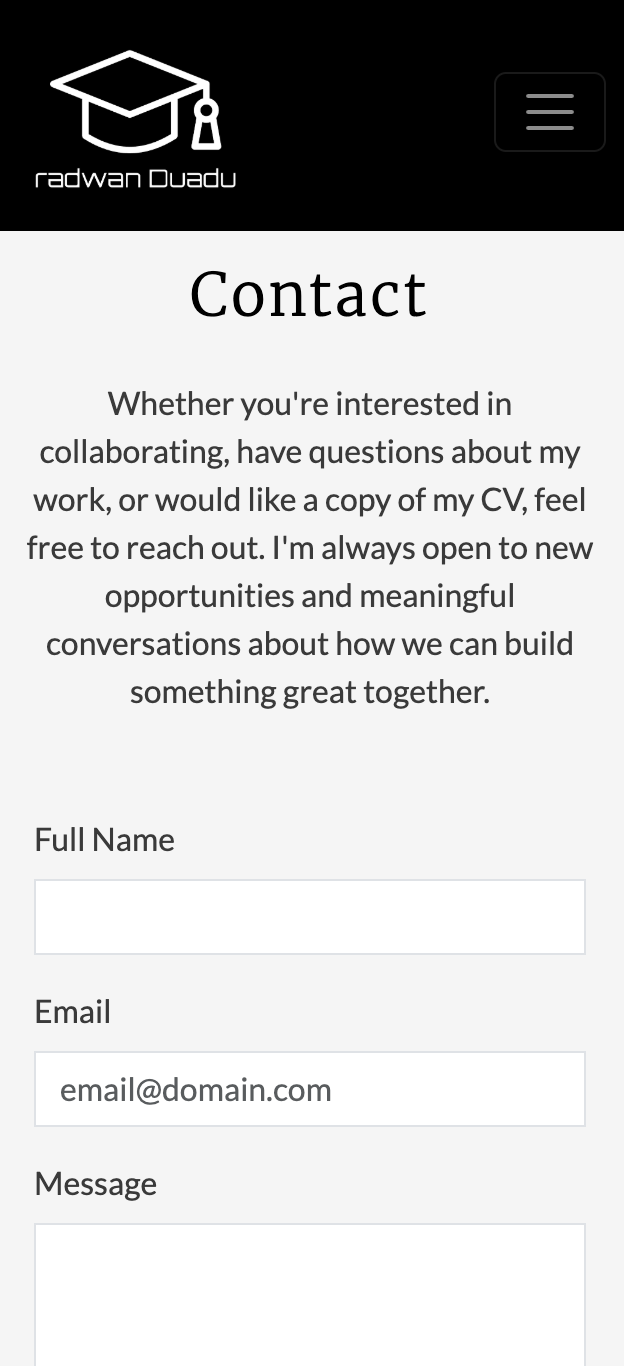 radwan Duadu
Contact
Whether you're interested in
collaborating, have questions about my
work, or would like a copy of my CV, feel
free to reach out. I'm always open to new
opportunities and meaningful
conversations about how we can build
something great together.
Full Name
Email
email@domain.com
Message